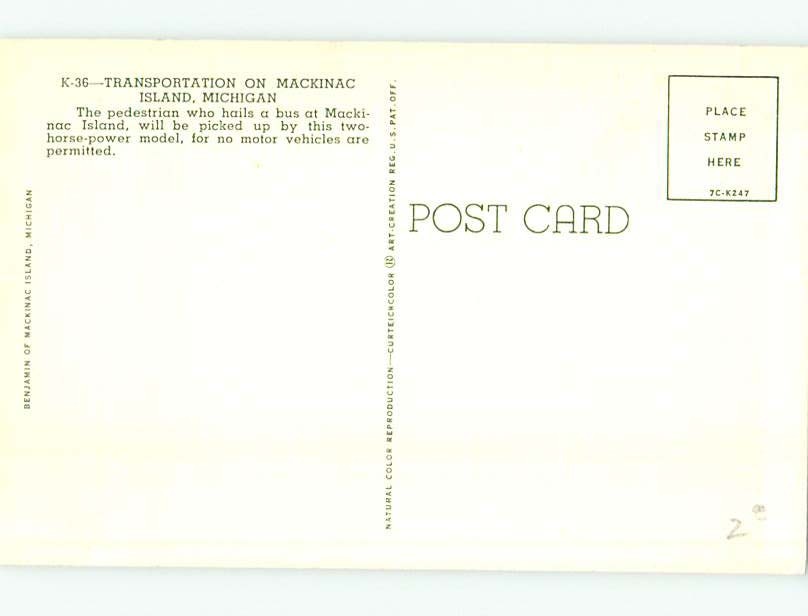 K-36—TRANSPORTATION ON MACKINAC
ISLAND, MICHIGAN
The pedestrian who hails a bus at Macki-
nac Island, will be picked up by this two-
horse-power model, for no motor vehicles are
permitted.
BENJAMIN OF MACKINAC ISLAND, MICHIGAN
NATURAL COLOR REPRODUCTION—CURTEICHCOLOR ® ART-CREATION REG. U.S. PAT. OFF.
POST CARD
PLACE
STAMP
HERE
7C-K247
2 00